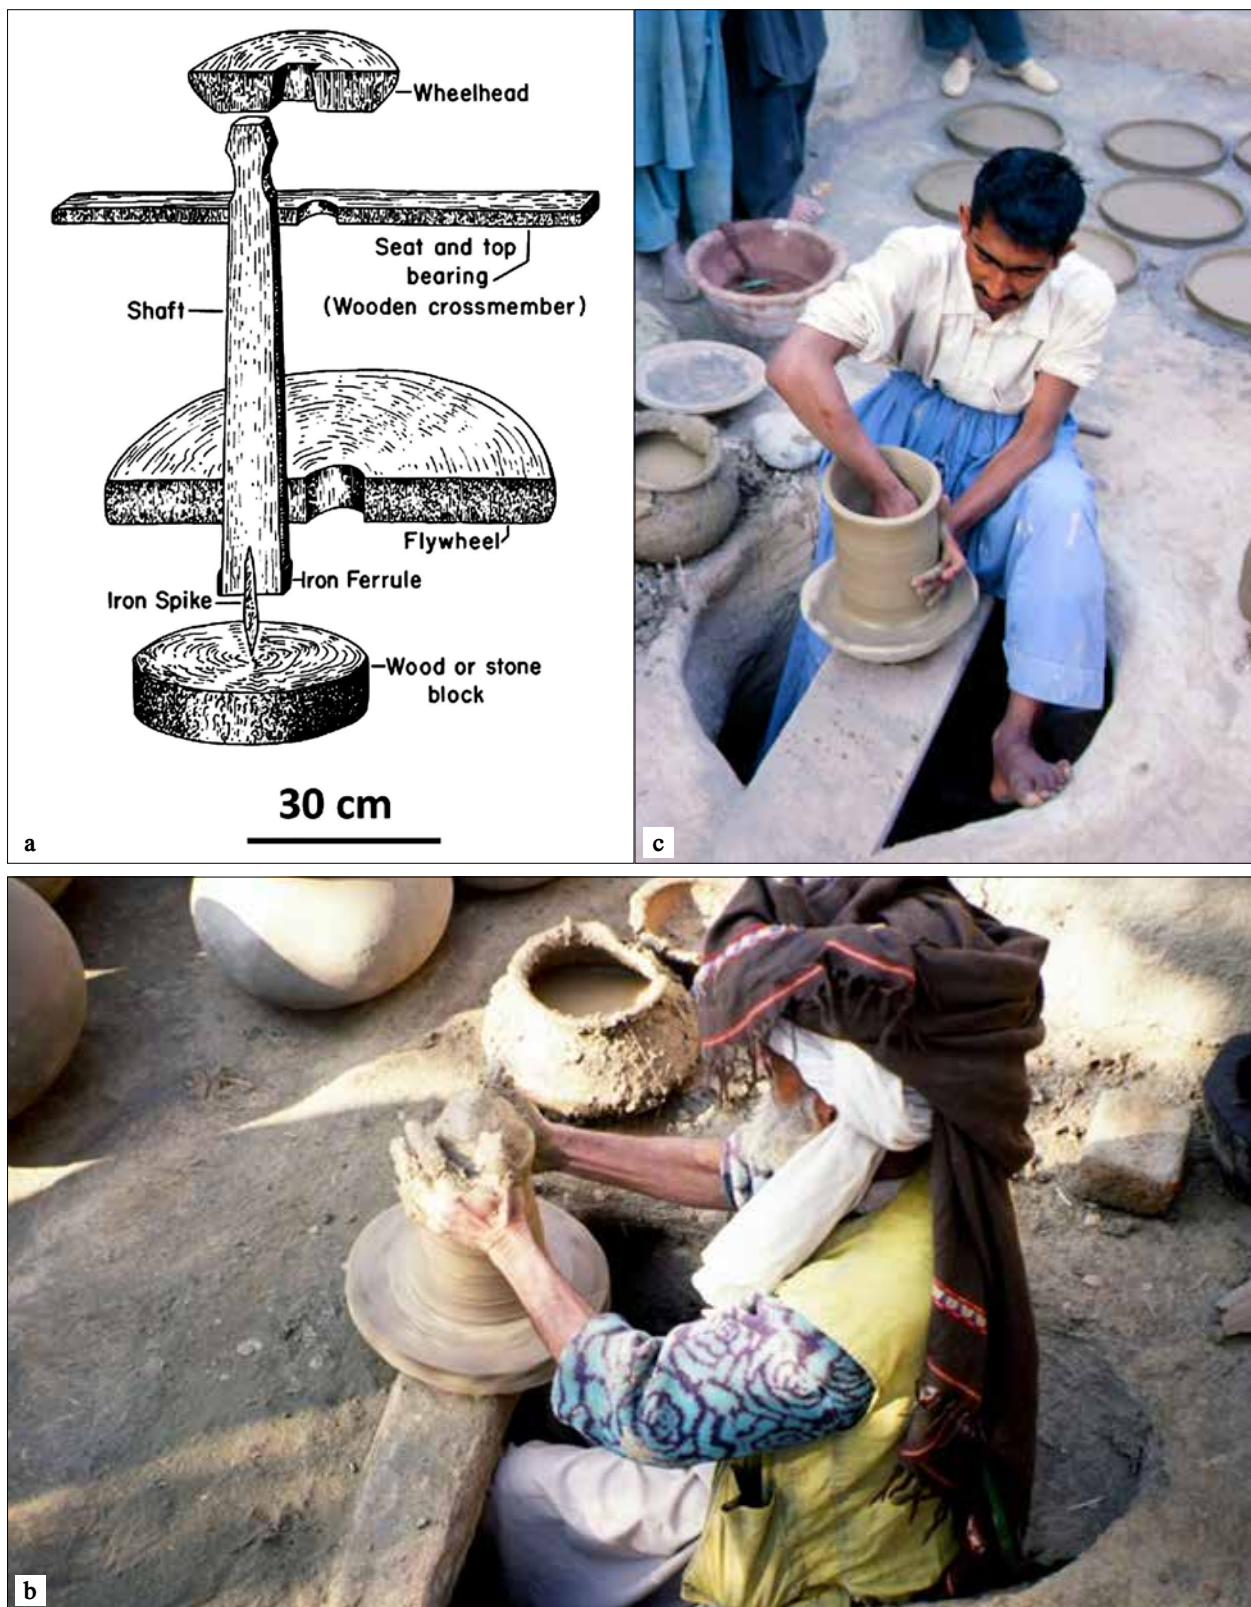 Wheelhead
Seat and top
bearing
(Wooden crossmember)
Shaft
Flywheel
Iron Ferrule
Iron Spike
Wood or stone
block
30 cm
a
c
b